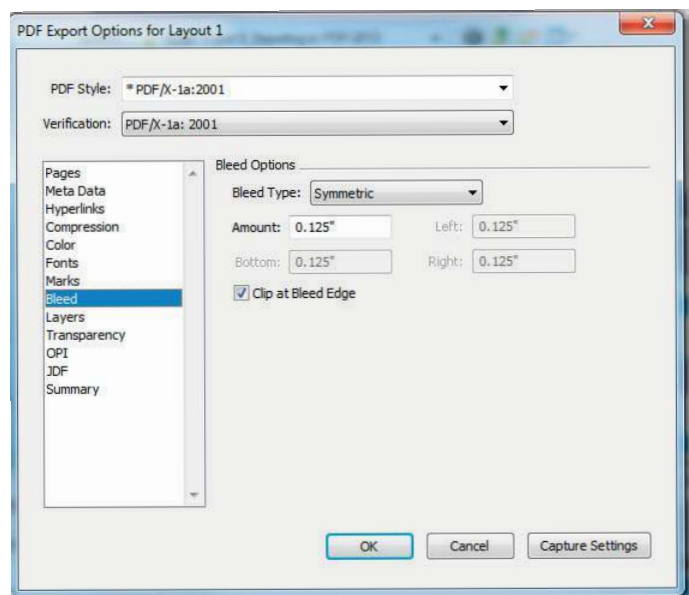 PDF Export Options for Layout 1
PDF Style: * PDF/X-1a:2001
Verification: PDF/X-1a: 2001
Pages
Meta Data
Hyperlinks
Compression
Color
Fonts
Marks
Bleed
Layers
Transparency
OPI
JDF
Summary
Bleed Options
Bleed Type: Symmetric
Amount: 0.125" Left: 0.125"
Bottom: 0.125" Right: 0.125"
Clip at Bleed Edge
OK Cancel Capture Settings